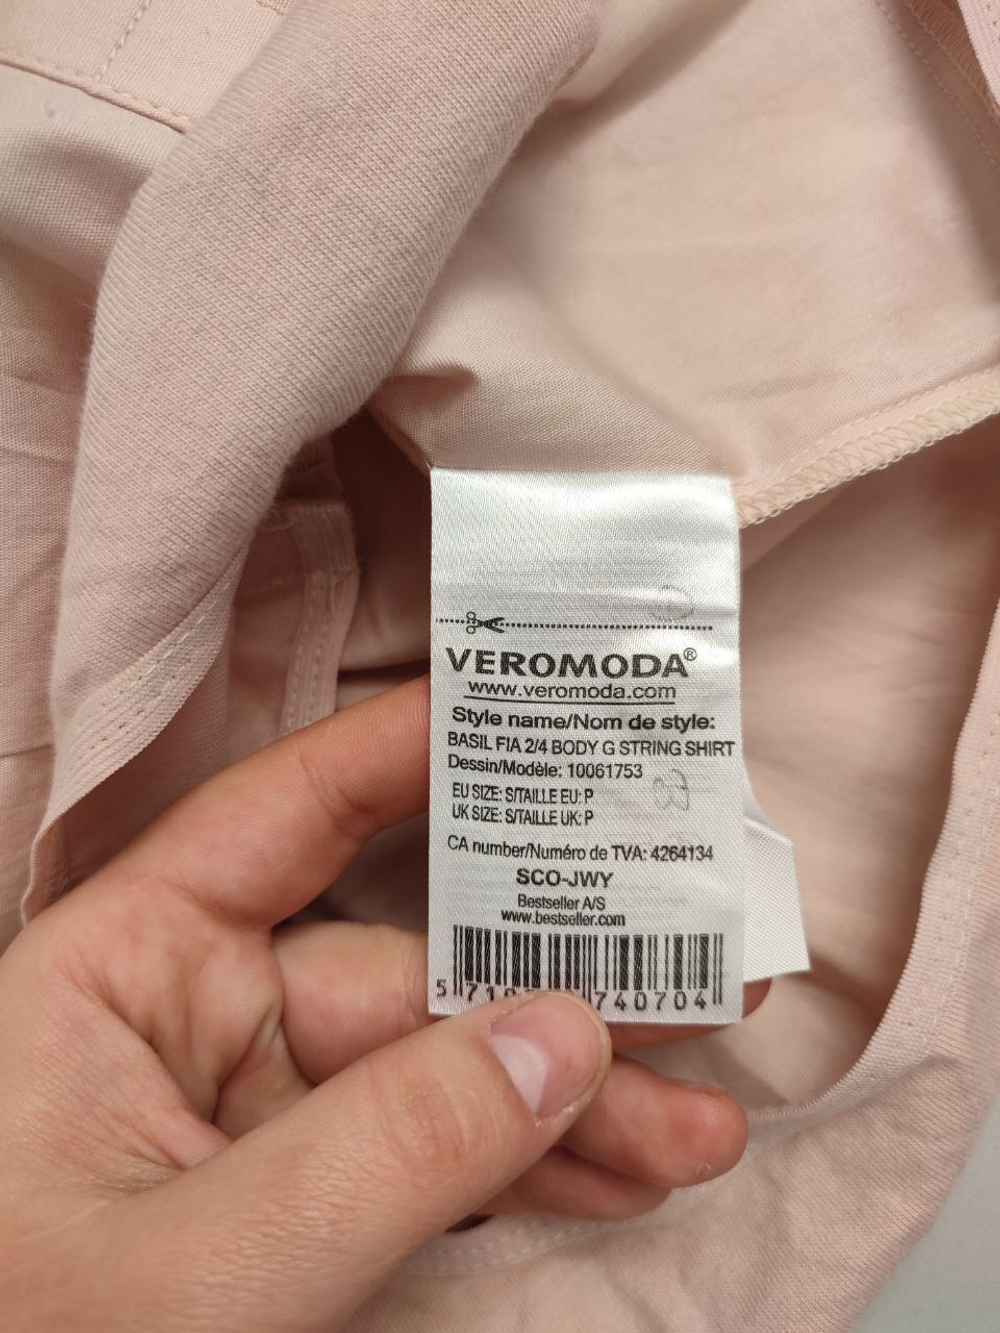 VEROMODA®
www.veromoda.com
Style name/Nom de style:
BASIL FIA 2/4 BODY G STRING SHIRT
Dessin/Modèle: 10061753
EU SIZE: S/TAILLE EU: P
UK SIZE: S/TAILLE UK: P
CA number/Numéro de TVA: 4264134
SCO-JWY
Bestseller A/S
www.bestseller.com
5 740704